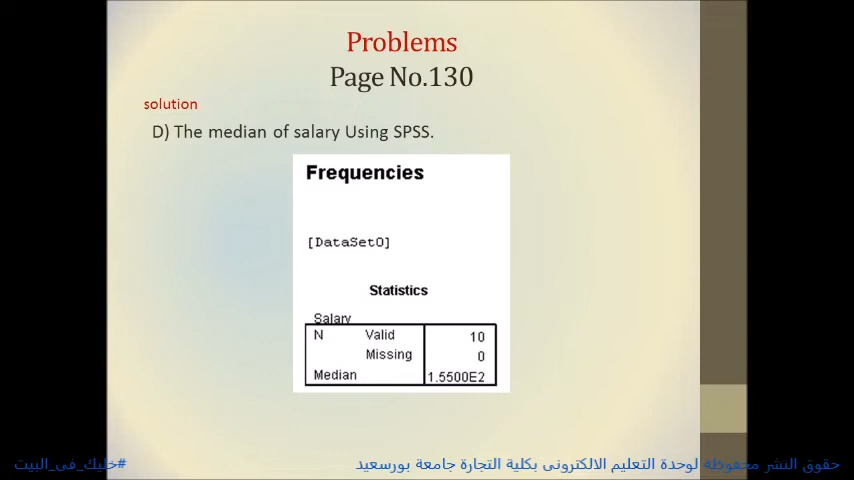 Problems
Page No.130
solution
D) The median of salary Using SPSS.
Frequencies
[DataSet0]
Statistics
Salary
N Valid 10
Missing 0
Median 1.5500E2
حقوق النشر محفوظة لوحدة التعليم الالكترونى بكلية التجارة جامعة بورسعيد
#خليك_فى_البيت